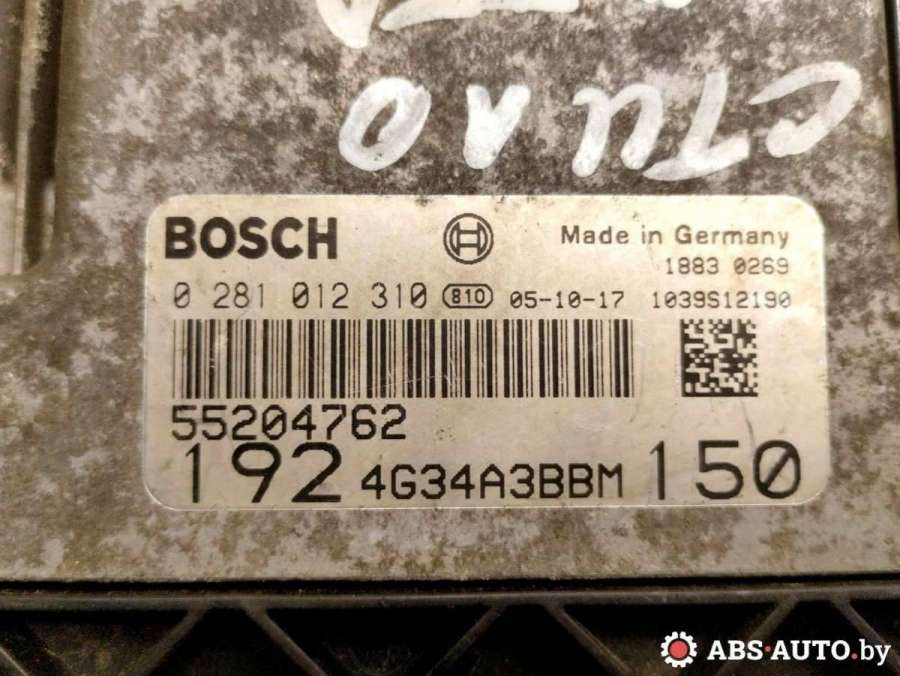 СТИЛО
BOSCH Made in Germany
1883 0269
0 281 012 310 810 05-10-17 1039S12190
55204762
192 4G34A3BBM 150
ABS-AUTO.by